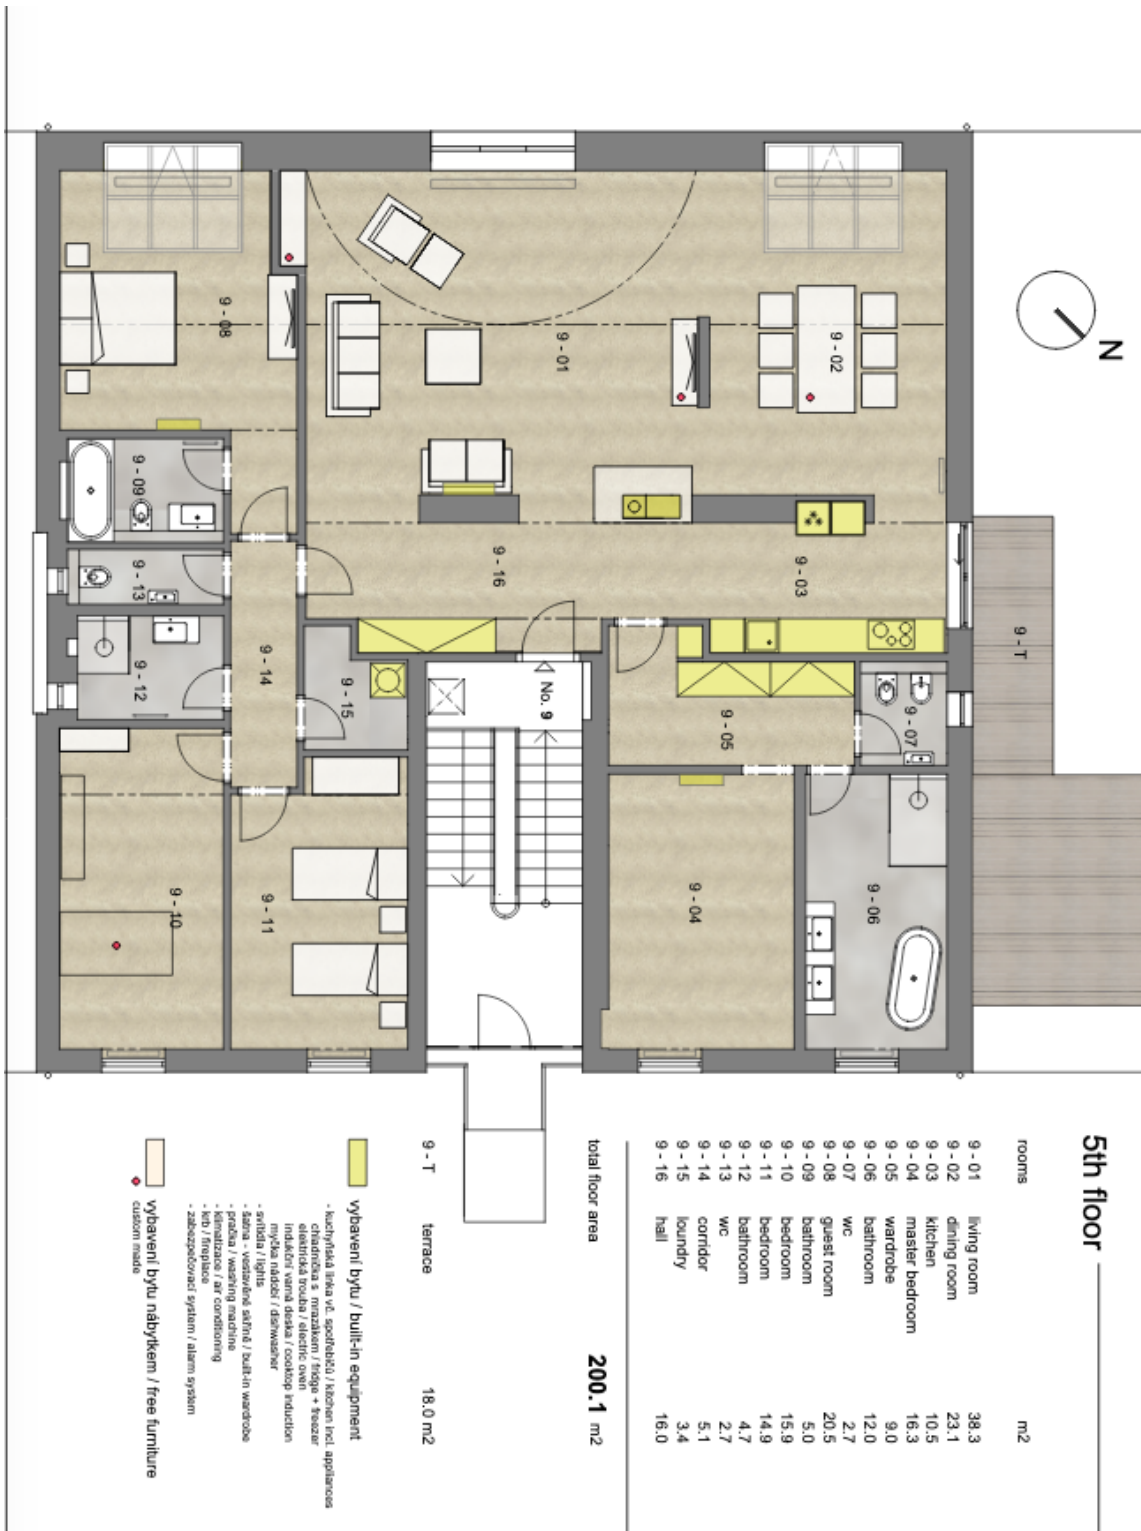 5th floor
rooms m2
9 - 01 living room 38.3
9 - 02 dining room 23.1
9 - 03 kitchen 10.5
9 - 04 master bedroom 16.3
9 - 05 wardrobe 9.0
9 - 06 bathroom 12.0
9 - 07 wc 2.7
9 - 08 guest room 20.5
9 - 09 bathroom 5.0
9 - 10 bedroom 15.9
9 - 11 bedroom 14.9
9 - 12 bathroom 4.7
9 - 13 wc 2.7
9 - 14 corridor 5.1
9 - 15 loundry 3.4
9 - 16 hall 16.0
total floor area 200.1 m2
9 - T terrace 18.0 m2
vybavení bytu / built-in equipment
- kuchyňská linka vč. spotřebičů / kitchen incl. appliances
chladnička s mrazákem / fridge + freezer
elektrická trouba / electric oven
indukční varná deska / cooktop induction
myčka nádobí / dishwasher
- svítidla / lights
- šatna - vestavěné skříně / built-in wardrobe
- pračka / washing machine
- klimatizace / air conditioning
- krb / fireplace
- zabezpečovací systém / alarm system
vybavení bytu nábytkem / free furniture
custom made
N
9 - T
9 - 02
9 - 03
9 - 07
9 - 06
9 - 05
9 - 04
9 - 01
No. 9
9 - 16
9 - 15
9 - 14
9 - 11
9 - 08
9 - 09
9 - 13
9 - 12
9 - 10